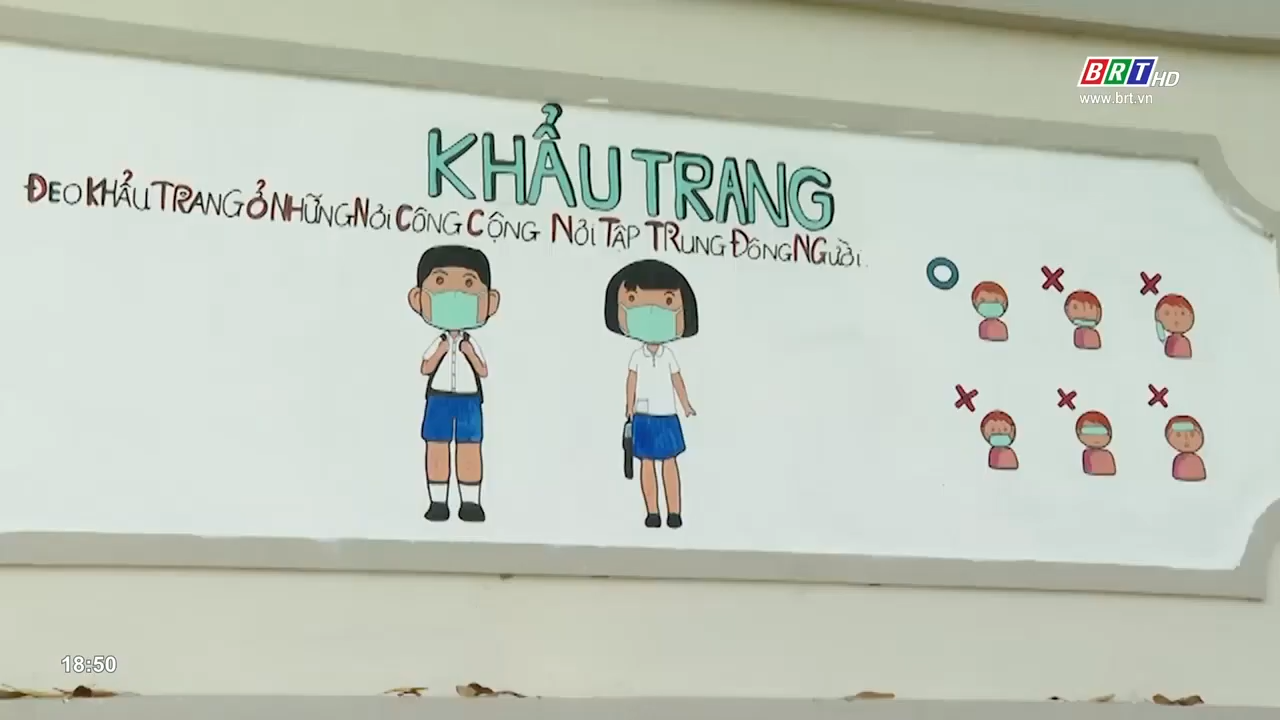 BRT HD
www.brt.vn
KHẨU TRANG
ĐEO KHẨU TRANG Ở NHỮNG NƠI CÔNG CỘNG NƠI TẬP TRUNG ĐÔNG NGƯỜI.
18:50